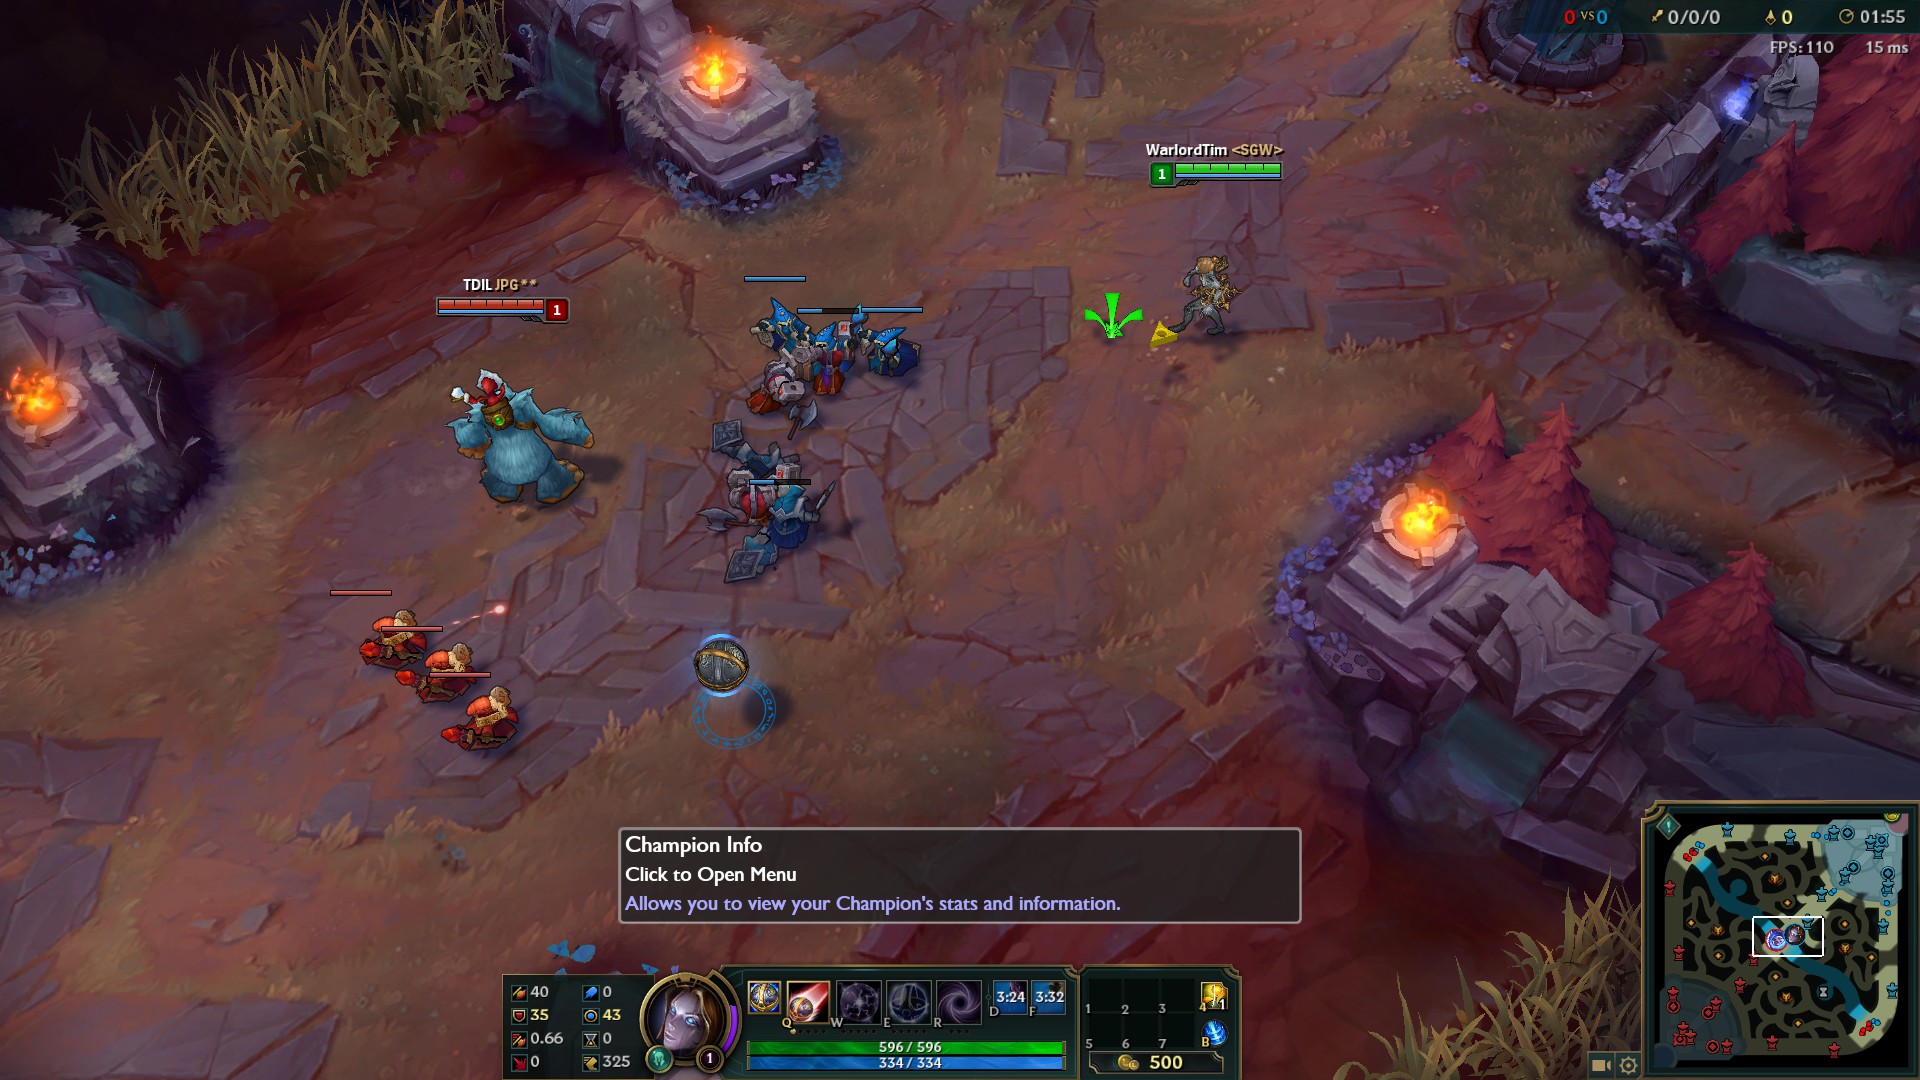 0 VS 0 0/0/0 0 01:55
FPS: 110 15 ms
WarlordTim <SGW>
1
TDIL JPG**
1
Champion Info
Click to Open Menu
Allows you to view your Champion's stats and information.
40 0
35 43
0.66 0
0 325
1
Q W E R
3:24 3:32
D F
596 / 596
334 / 334
1 2 3 4 1
5 6 7 B
500